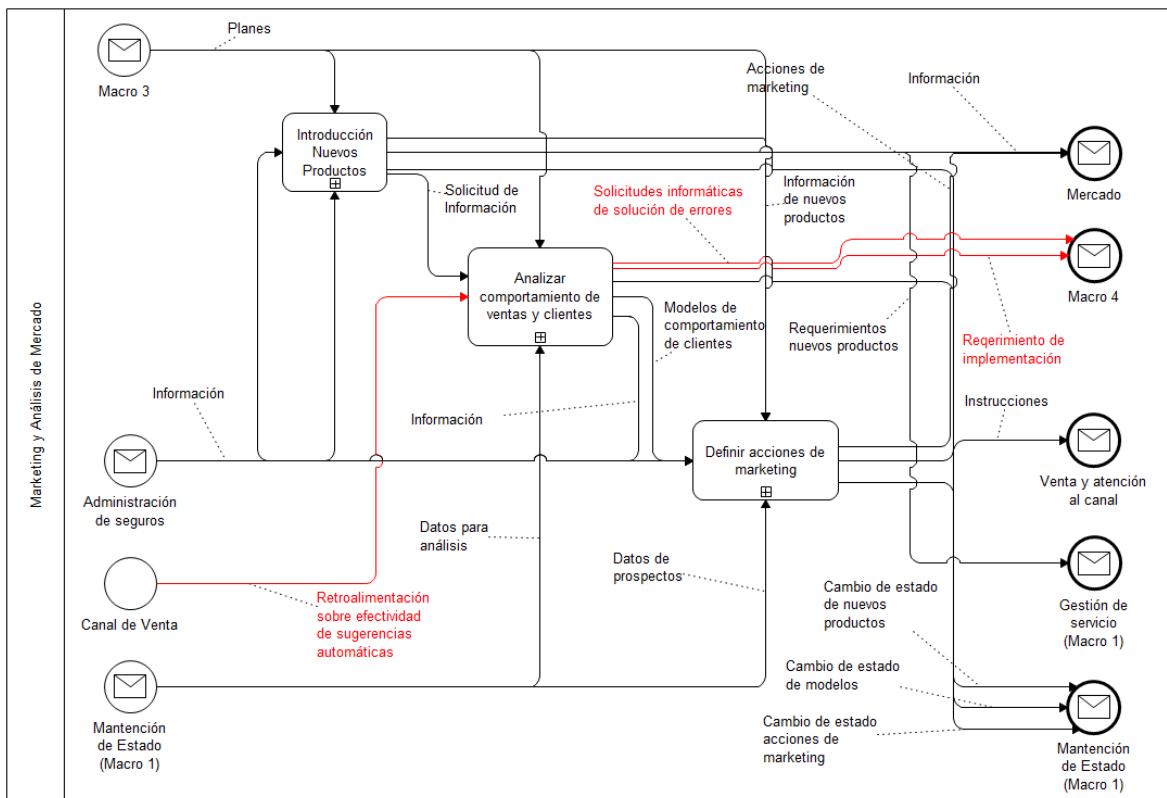 Marketing y Análisis de Mercado
Planes
Macro 3
Introducción
Nuevos
Productos
Solicitud de
Información
Acciones de
marketing
Información
Mercado
Solicitudes informáticas
de solución de errores
Información
de nuevos
productos
Analizar
comportamiento de
ventas y clientes
Macro 4
Modelos de
comportamiento
de clientes
Requerimientos
nuevos productos
Reqerimiento de
implementación
Información
Información
Administración
de seguros
Definir acciones de
marketing
Instrucciones
Venta y atención
al canal
Datos para
análisis
Datos de
prospectos
Canal de Venta
Retroalimentación
sobre efectividad
de sugerencias
automáticas
Gestión de
servicio
(Macro 1)
Cambio de estado
de nuevos
productos
Cambio de estado
de modelos
Cambio de estado
acciones de
marketing
Mantención
de Estado
(Macro 1)
Mantención
de Estado
(Macro 1)